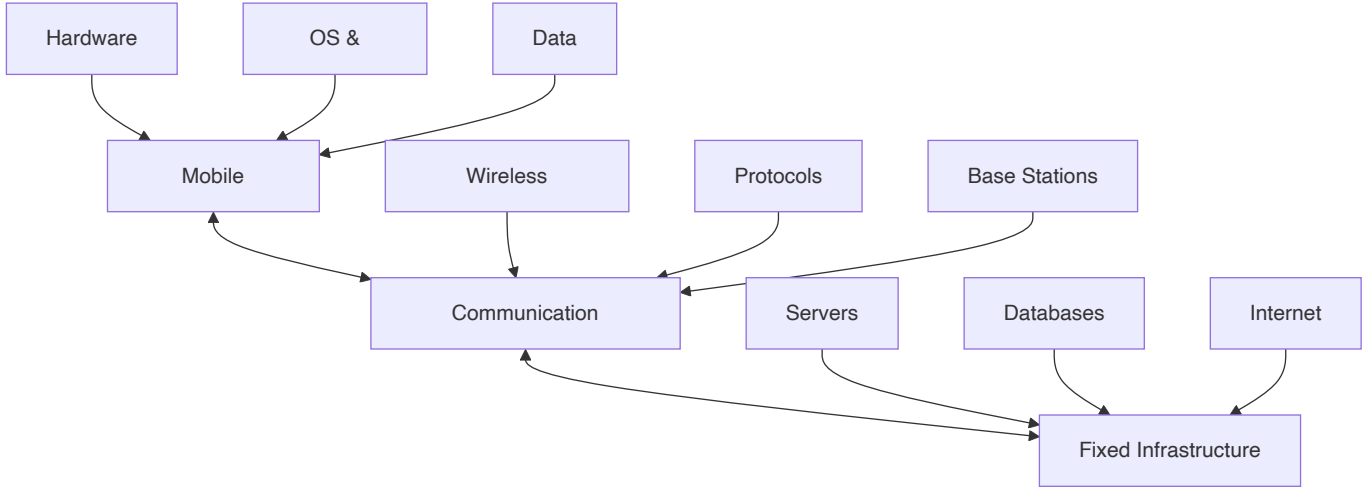 Hardware
OS &
Data
Mobile
Wireless
Protocols
Base Stations
Communication
Servers
Databases
Internet
Fixed Infrastructure